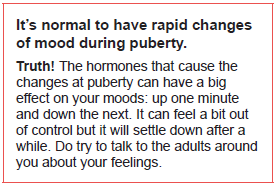 It's normal to have rapid changes
of mood during puberty.
Truth! The hormones that cause the
changes at puberty can have a big
effect on your moods: up one minute
and down the next. It can feel a bit out
of control but it will settle down after a
while. Do try to talk to the adults around
you about your feelings.